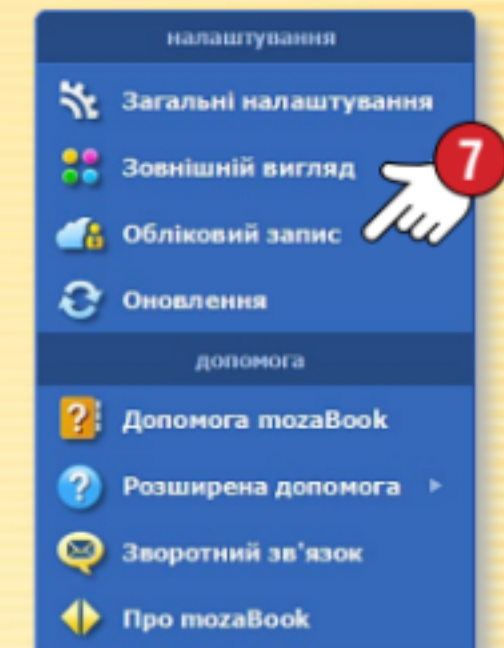 налаштування
Загальні налаштування
Зовнішній вигляд
7
Обліковий запис
Оновлення
допомога
Допомога mozaBook
Розширена допомога
Зворотний зв'язок
Про mozaBook